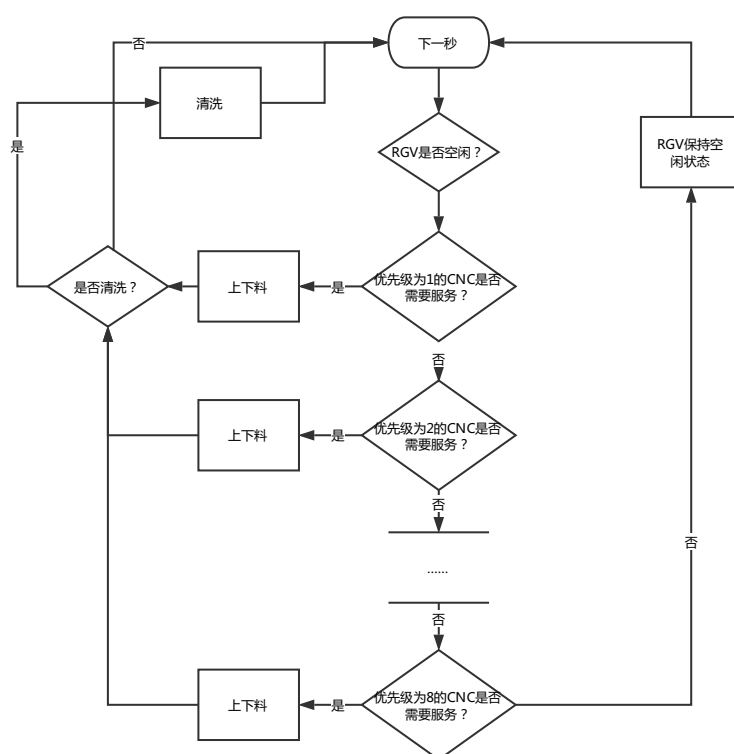 下一秒
否
清洗
RGV是否空闲？
RGV保持空
闲状态
是
是否清洗？
上下料
是
优先级为1的CNC是否
需要服务？
否
上下料
是
优先级为2的CNC是否
需要服务？
否
否
......
否
上下料
是
优先级为8的CNC是否
需要服务？